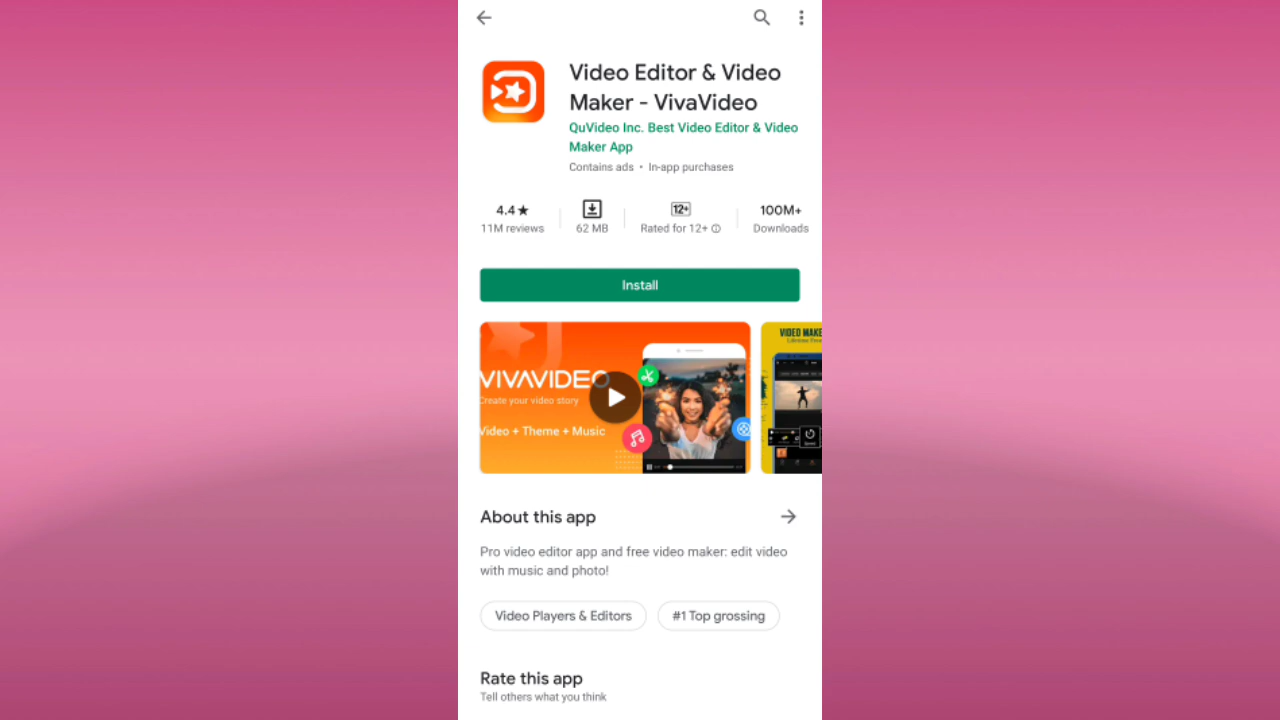 Video Editor & Video
Maker - VivaVideo
QuVideo Inc. Best Video Editor & Video
Maker App
Contains ads • In-app purchases
4.4★
11M reviews
62 MB
12+
Rated for 12+
100M+
Downloads
Install
VIVAVIDEO
Create your video story
Video + Theme + Music
VIDEO MAKE
About this app
Pro video editor app and free video maker: edit video
with music and photo!
Video Players & Editors
#1 Top grossing
Rate this app
Tell others what you think